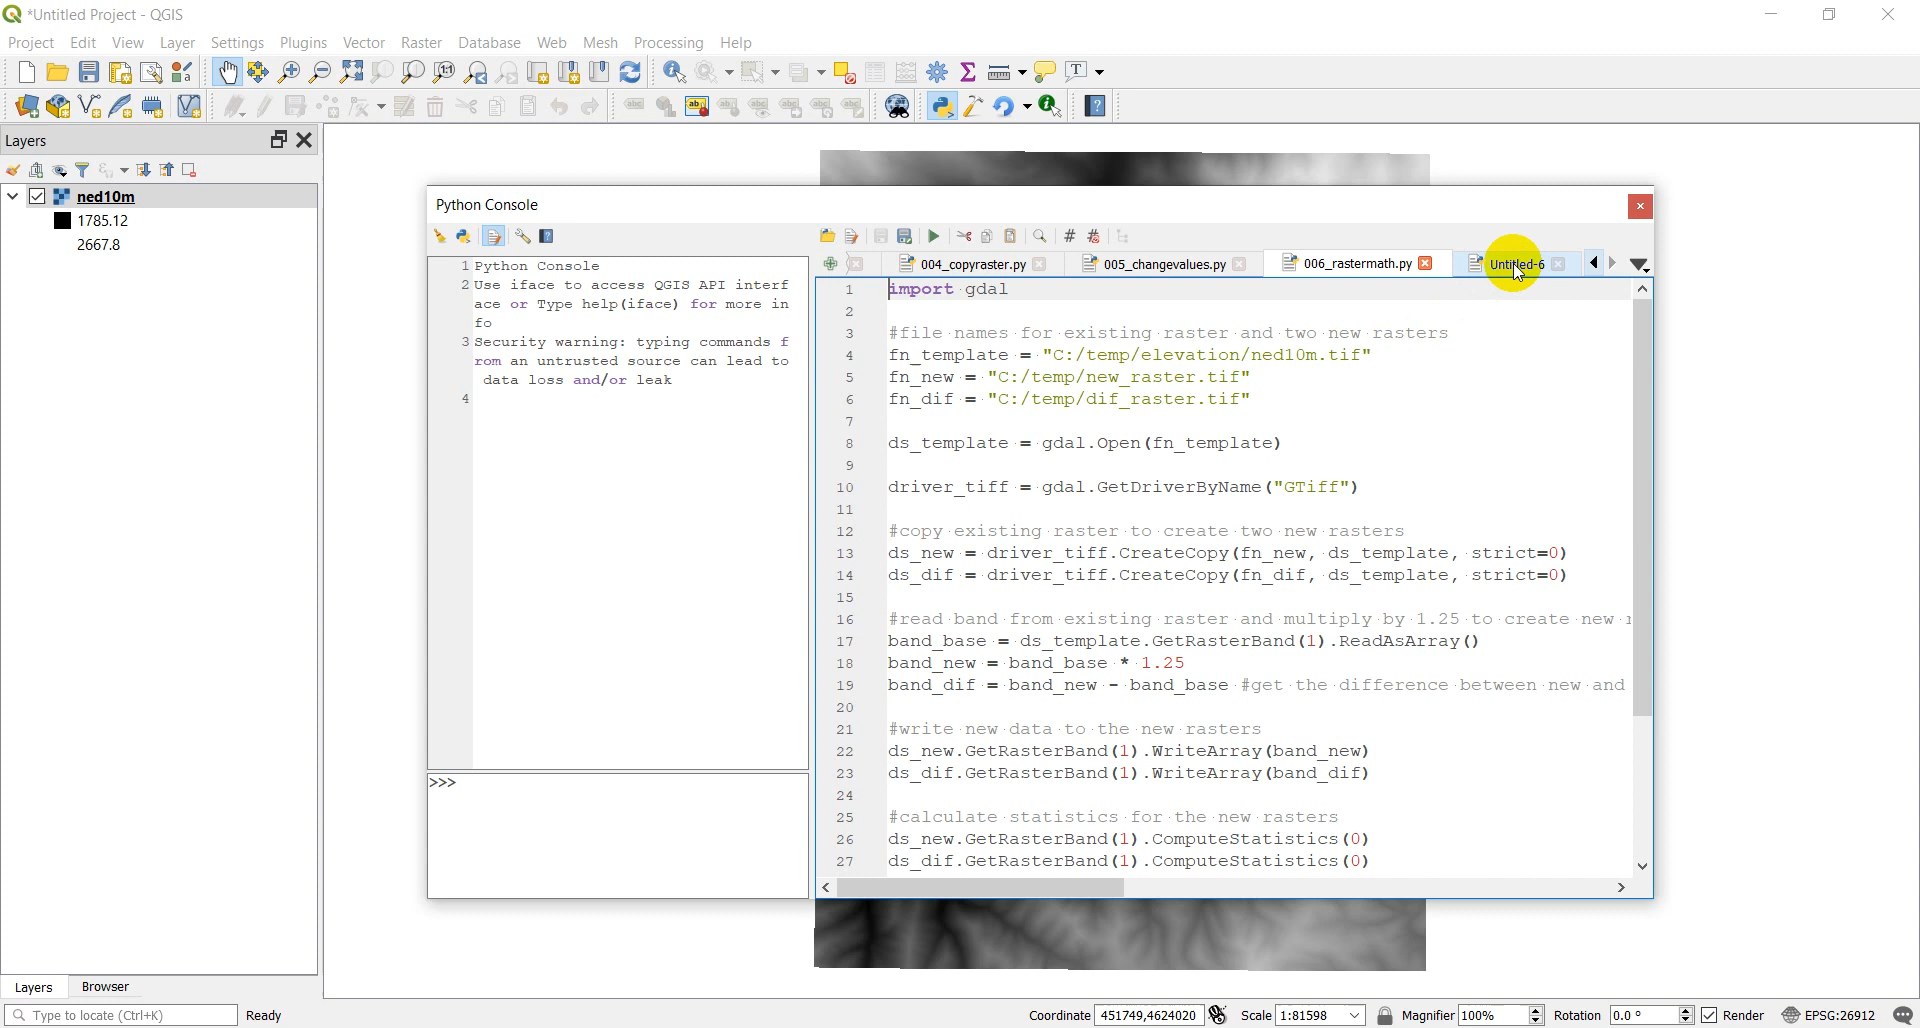 *Untitled Project - QGIS
Project Edit View Layer Settings Plugins Vector Raster Database Web Mesh Processing Help
Layers
ned10m
1785.12
2667.8
Python Console
004_copyraster.py 005_changevalues.py 006_rastermath.py Untitled-6
1 Python Console
2 Use iface to access QGIS API interf
ace or Type help(iface) for more in
fo
3 Security warning: typing commands f
rom an untrusted source can lead to
data loss and/or leak
4
>>>
1 import gdal
2
3 #file names for existing raster and two new rasters
4 fn_template = "C:/temp/elevation/ned10m.tif"
5 fn_new = "C:/temp/new_raster.tif"
6 fn_dif = "C:/temp/dif_raster.tif"
7
8 ds_template = gdal.Open(fn_template)
9
10 driver_tiff = gdal.GetDriverByName("GTiff")
11
12 #copy existing raster to create two new rasters
13 ds_new = driver_tiff.CreateCopy(fn_new, ds_template, strict=0)
14 ds_dif = driver_tiff.CreateCopy(fn_dif, ds_template, strict=0)
15
16 #read band from existing raster and multiply by 1.25 to create new
17 band_base = ds_template.GetRasterBand(1).ReadAsArray()
18 band_new = band_base * 1.25
19 band_dif = band_new - band_base #get the difference between new and
20
21 #write new data to the new rasters
22 ds_new.GetRasterBand(1).WriteArray(band_new)
23 ds_dif.GetRasterBand(1).WriteArray(band_dif)
24
25 #calculate statistics for the new rasters
26 ds_new.GetRasterBand(1).ComputeStatistics(0)
27 ds_dif.GetRasterBand(1).ComputeStatistics(0)
Layers Browser
Type to locate (Ctrl+K) Ready Coordinate 451749,4624020 Scale 1:81598 Magnifier 100% Rotation 0.0 ° Render EPSG:26912